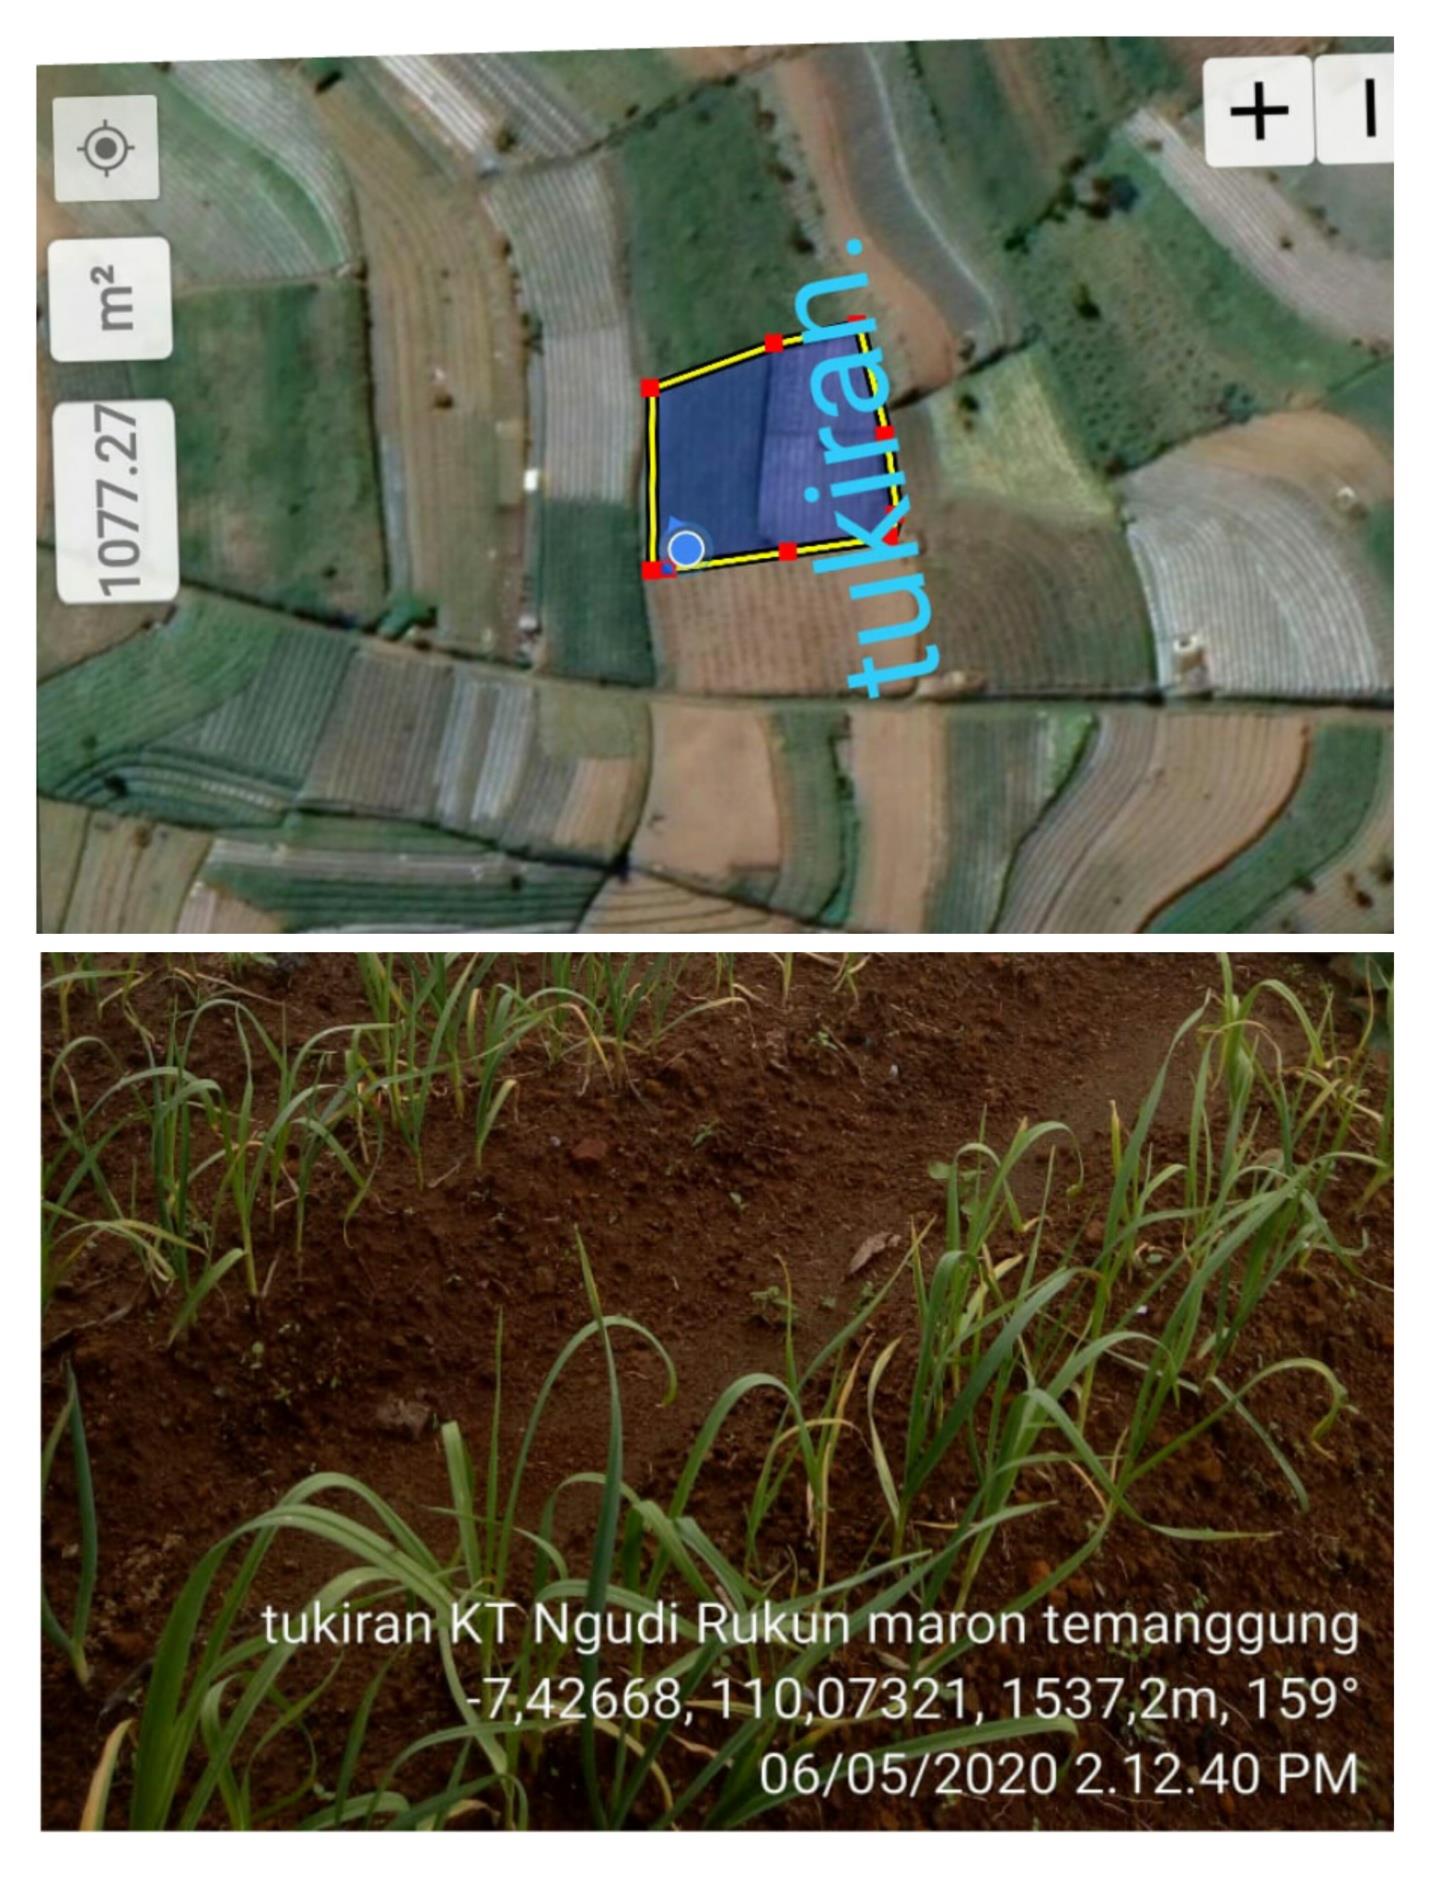 + −
m²
1077.27
tukiran.
tukiran KT Ngudi Rukun maron temanggung
-7,42668, 110,07321, 1537,2m, 159°
06/05/2020 2.12.40 PM